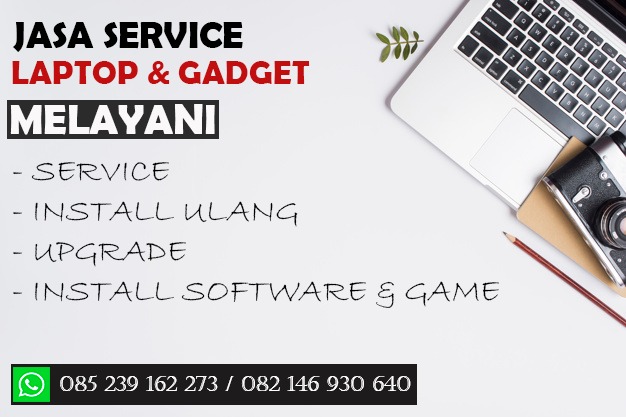 JASA SERVICE
LAPTOP & GADGET
MELAYANI
- SERVICE
- INSTALL ULANG
- UPGRADE
- INSTALL SOFTWARE & GAME
085 239 162 273 / 082 146 930 640